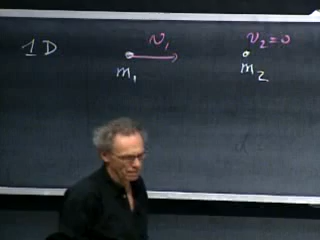 1D v₁ v₂=0
m₁ m₂